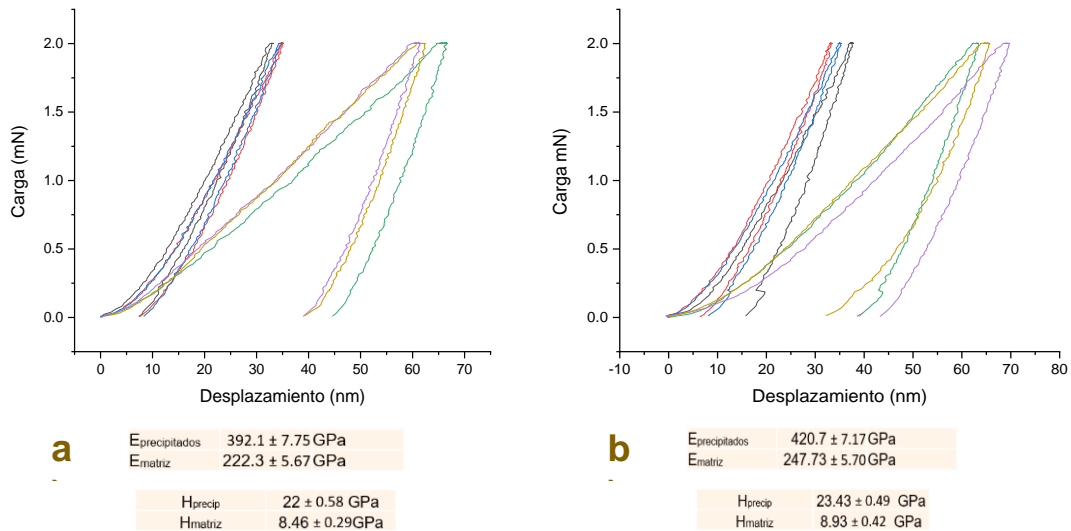 2.0
1.5
1.0
0.5
0.0
Carga (mN)
0 10 20 30 40 50 60 70
Desplazamiento (nm)
2.0
1.5
1.0
0.5
0.0
Carga mN)
-10 0 10 20 30 40 50 60 70 80
Desplazamiento (nm)
a
Eprecipitados 392.1 ± 7.75 GPa
Ematriz 222.3 ± 5.67 GPa
Hprecip 22 ± 0.58 GPa
Hmatriz 8.46 ± 0.29GPa
b
Eprecipitados 420.7 ± 7.17 GPa
Ematriz 247.73 ± 5.70 GPa
Hprecip 23.43 ± 0.49 GPa
Hmatriz 8.93 ± 0.42 GPa